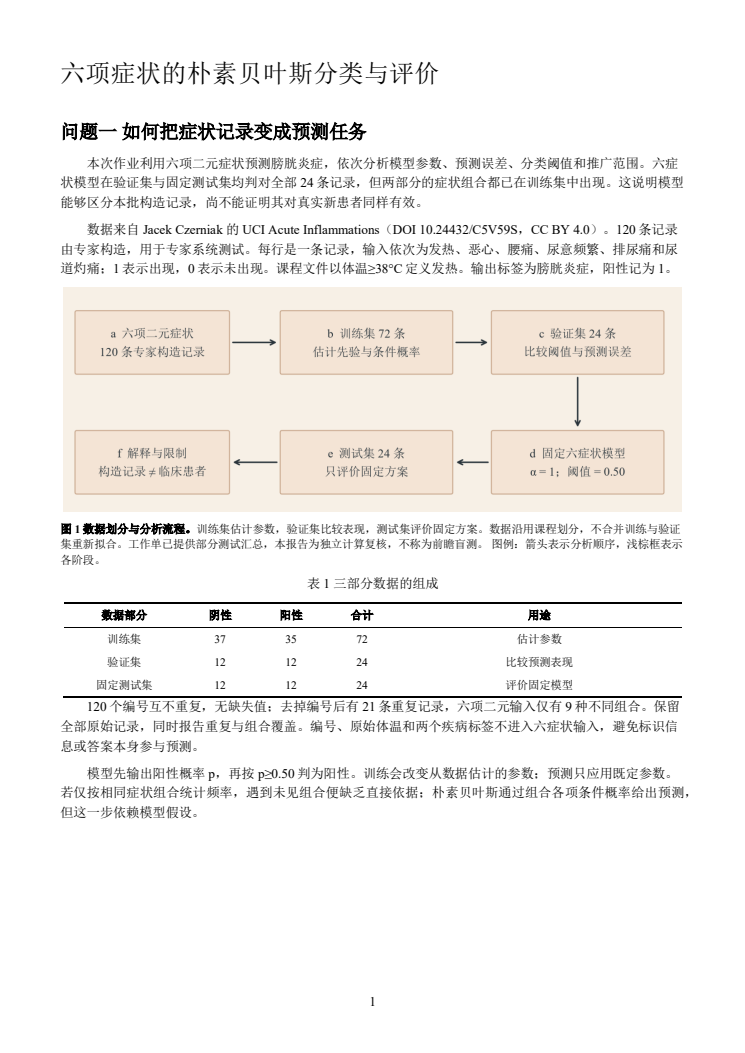 六项症状的朴素贝叶斯分类与评价
问题一 如何把症状记录变成预测任务
本次作业利用六项二元症状预测膀胱炎症，依次分析模型参数、预测误差、分类阈值和推广范围。六症
状模型在验证集与固定测试集均判对全部 24 条记录，但两部分的症状组合都已在训练集中出现。这说明模型
能够区分本批构造记录，尚不能证明其对真实新患者同样有效。
数据来自 Jacek Czerniak 的 UCI Acute Inflammations（DOI 10.24432/C5V59S，CC BY 4.0）。120 条记录
由专家构造，用于专家系统测试。每行是一条记录，输入依次为发热、恶心、腰痛、尿意频繁、排尿痛和尿
道灼痛；1 表示出现，0 表示未出现。课程文件以体温≥38°C 定义发热。输出标签为膀胱炎症，阳性记为 1。
a 六项二元症状
120 条专家构造记录
b 训练集 72 条
估计先验与条件概率
c 验证集 24 条
比较阈值与预测误差
f 解释与限制
构造记录 ≠ 临床患者
e 测试集 24 条
只评价固定方案
d 固定六症状模型
α = 1；阈值 = 0.50
图 1 数据划分与分析流程。训练集估计参数，验证集比较表现，测试集评价固定方案。数据沿用课程划分，不合并训练与验证
集重新拟合。工作单已提供部分测试汇总，本报告为独立计算复核，不称为前瞻盲测。 图例：箭头表示分析顺序，浅棕框表示
各阶段。
表 1 三部分数据的组成
数据部分 阴性 阳性 合计 用途
训练集 37 35 72 估计参数
验证集 12 12 24 比较预测表现
固定测试集 12 12 24 评价固定模型
120 个编号互不重复，无缺失值；去掉编号后有 21 条重复记录，六项二元输入仅有 9 种不同组合。保留
全部原始记录，同时报告重复与组合覆盖。编号、原始体温和两个疾病标签不进入六症状输入，避免标识信
息或答案本身参与预测。
模型先输出阳性概率 p，再按 p≥0.50 判为阳性。训练会改变从数据估计的参数；预测只应用既定参数。
若仅按相同症状组合统计频率，遇到未见组合便缺乏直接依据；朴素贝叶斯通过组合各项条件概率给出预测，
但这一步依赖模型假设。
1